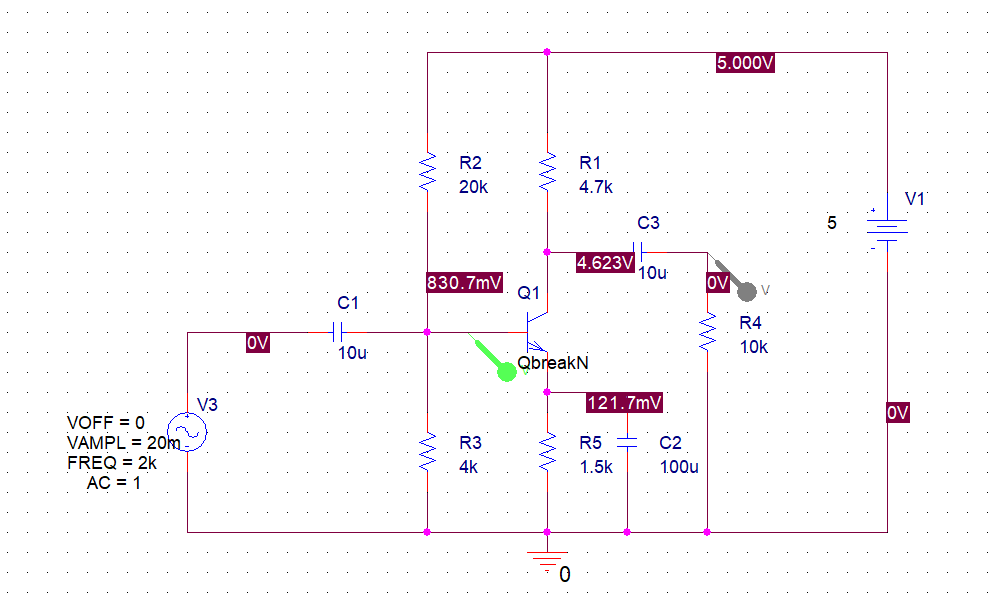 5.000V
R2
20k
R1
4.7k
V1
5
C3
4.623V
10u
830.7mV
0V
V
Q1
C1
R4
10k
0V
10u
QbreakN
V3
121.7mV
0V
VOFF = 0
VAMPL = 20m
FREQ = 2k
AC = 1
R3
4k
R5
1.5k
C2
100u
0